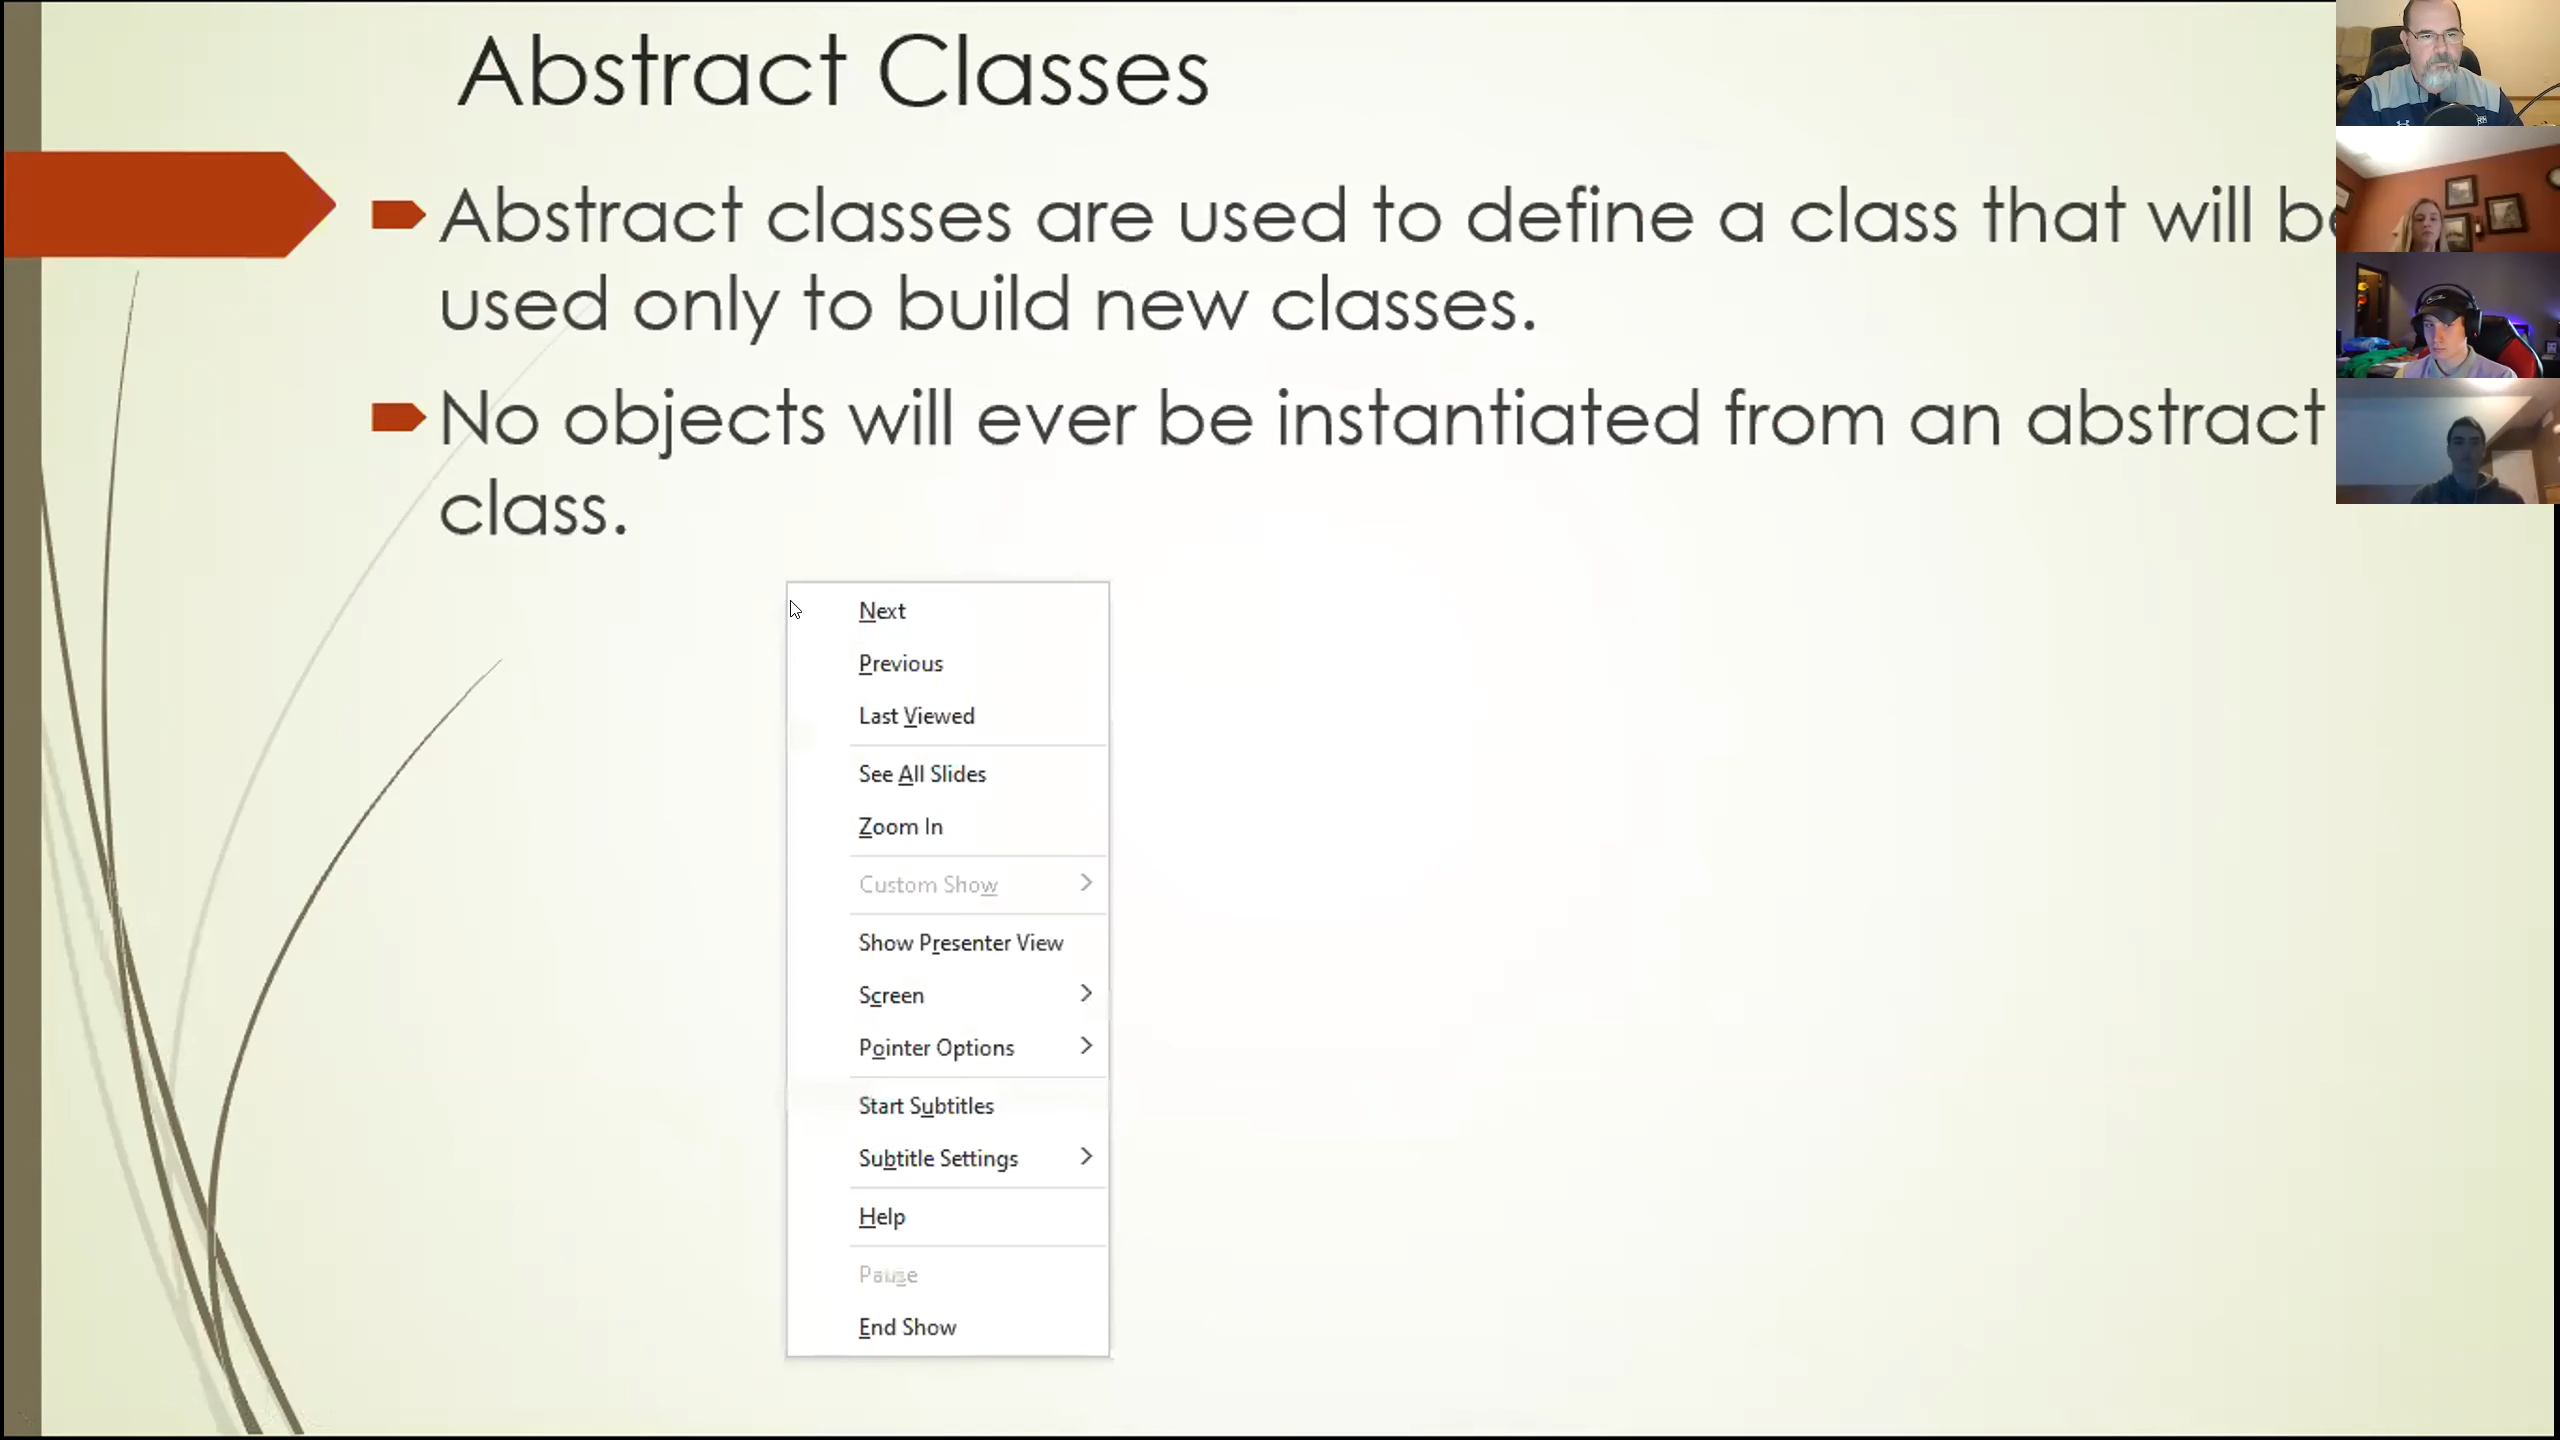 Abstract Classes
Abstract classes are used to define a class that will be
used only to build new classes.
No objects will ever be instantiated from an abstract
class.
Next
Previous
Last Viewed
See All Slides
Zoom In
Custom Show
Show Presenter View
Screen
Pointer Options
Start Subtitles
Subtitle Settings
Help
Pause
End Show